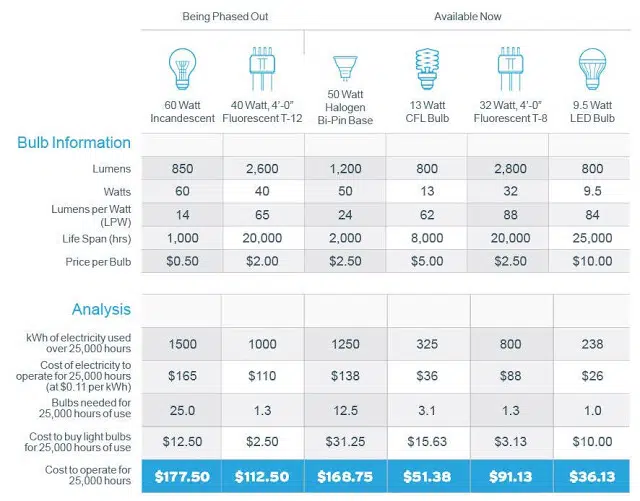 Being Phased Out Available Now
60 Watt Incandescent 40 Watt, 4'-0" Fluorescent T-12 50 Watt Halogen Bi-Pin Base 13 Watt CFL Bulb 32 Watt, 4'-0" Fluorescent T-8 9.5 Watt LED Bulb
Bulb Information
Lumens 850 2,600 1,200 800 2,800 800
Watts 60 40 50 13 32 9.5
Lumens per Watt (LPW) 14 65 24 62 88 84
Life Span (hrs) 1,000 20,000 2,000 8,000 20,000 25,000
Price per Bulb $0.50 $2.00 $2.50 $5.00 $2.50 $10.00
Analysis
kWh of electricity used over 25,000 hours 1500 1000 1250 325 800 238
Cost of electricity to operate for 25,000 hours (at $0.11 per kWh) $165 $110 $138 $36 $88 $26
Bulbs needed for 25,000 hours of use 25.0 1.3 12.5 3.1 1.3 1.0
Cost to buy light bulbs for 25,000 hours of use $12.50 $2.50 $31.25 $15.63 $3.13 $10.00
Cost to operate for 25,000 hours $177.50 $112.50 $168.75 $51.38 $91.13 $36.13